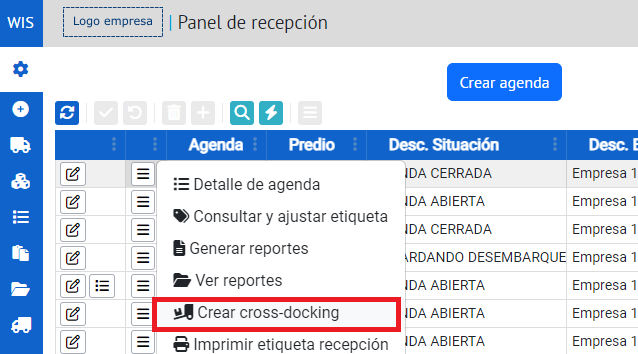 WIS
Logo empresa
| Panel de recepción
Crear agenda
Agenda Predio Desc. Situación Desc. E
NDA CERRADA Empresa 1
Detalle de agenda
NDA ABIERTA Empresa 1
Consultar y ajustar etiqueta
NDA CERRADA Empresa 1
Generar reportes
ARDANDO DESEMBARQUE Empresa 1
Ver reportes
NDA ABIERTA Empresa 1
Crear cross-docking
NDA ABIERTA Empresa 1
Imprimir etiqueta recepción
NDA ABIERTA Empresa 1